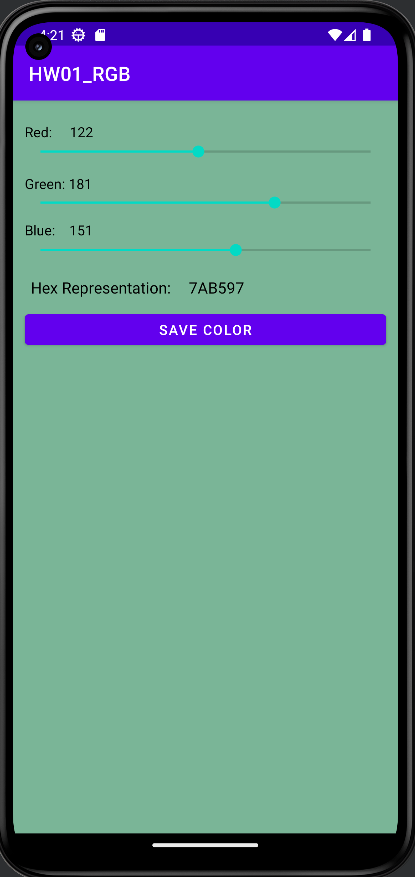 4:21
HW01_RGB
Red: 122
Green: 181
Blue: 151
Hex Representation: 7AB597
SAVE COLOR